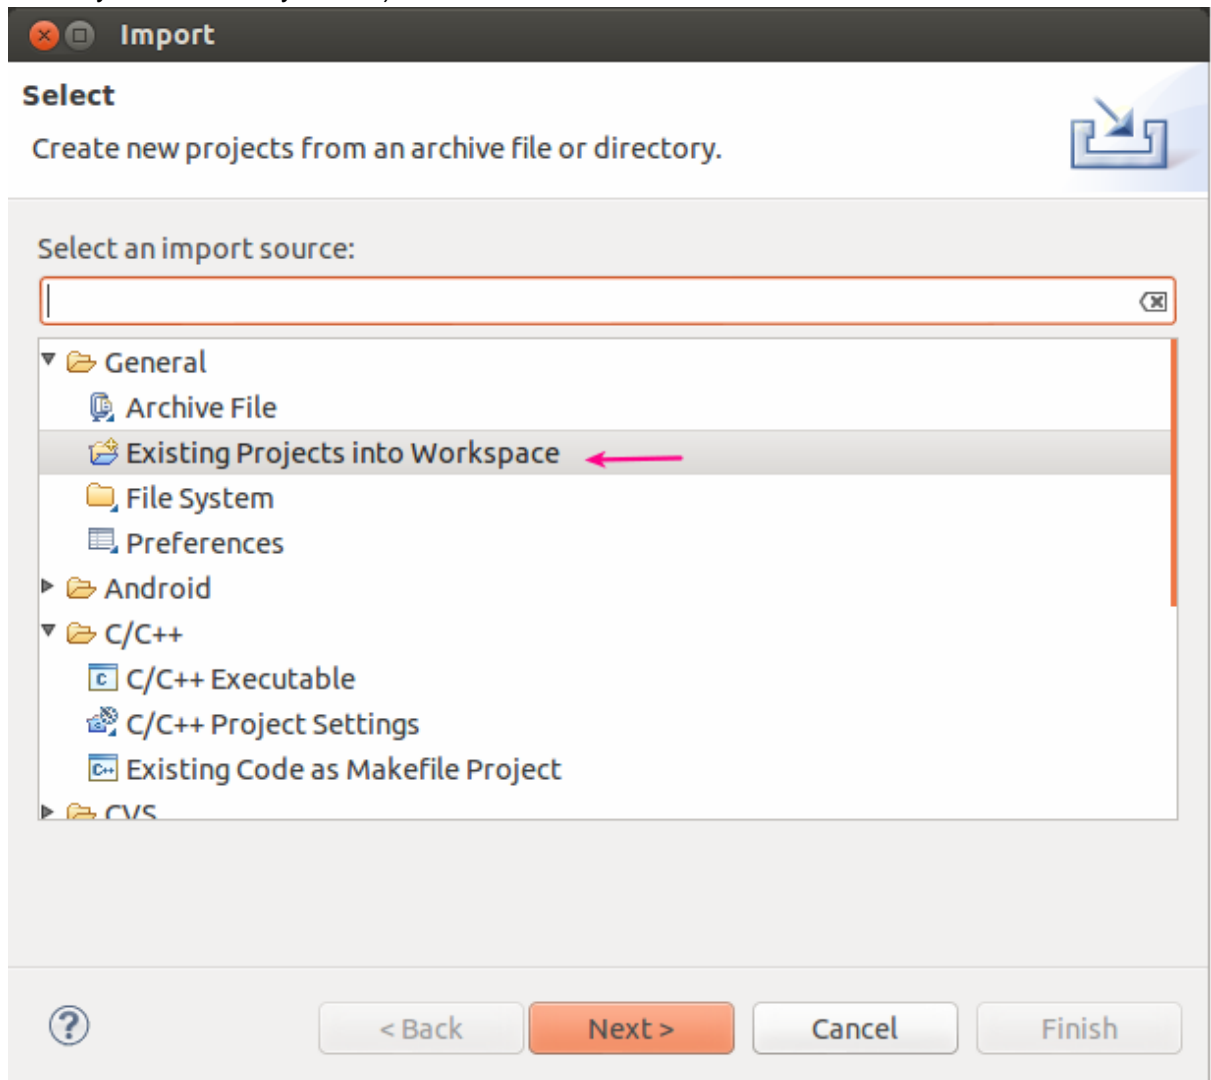 Import
Select
Create new projects from an archive file or directory.
Select an import source:
General
Archive File
Existing Projects into Workspace
File System
Preferences
Android
C/C++
C/C++ Executable
C/C++ Project Settings
Existing Code as Makefile Project
CVS
< Back
Next >
Cancel
Finish